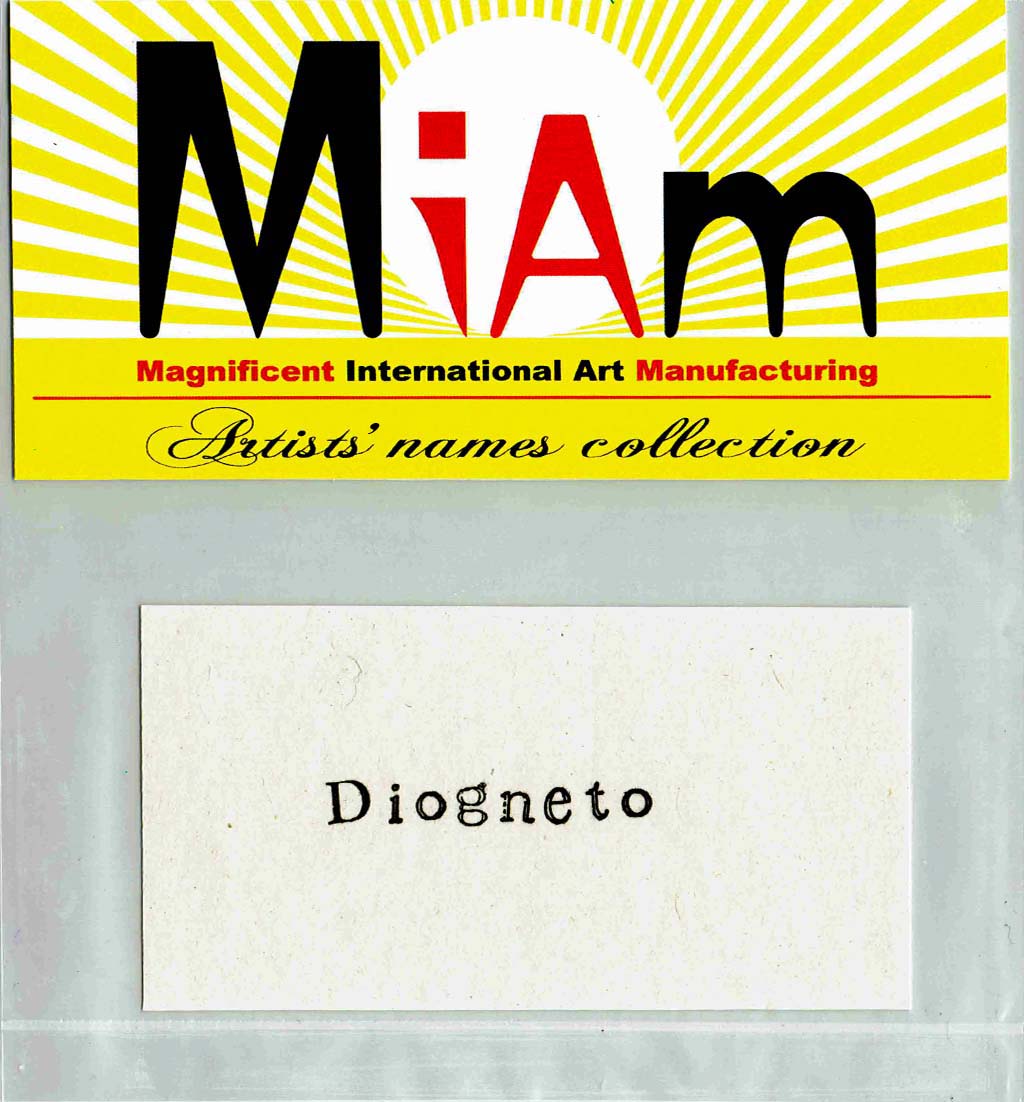 MiAm
Magnificent International Art Manufacturing
Artists' names collection
Diogneto